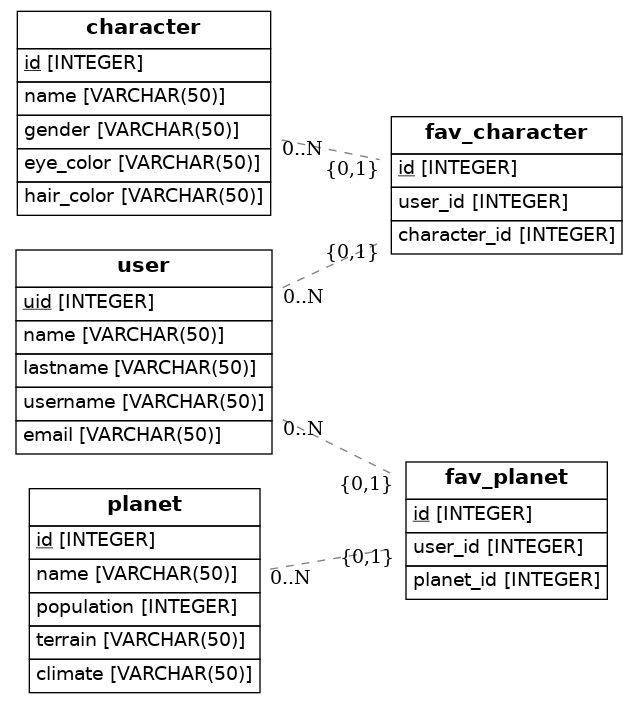 character
id [INTEGER]
name [VARCHAR(50)]
gender [VARCHAR(50)]
eye_color [VARCHAR(50)]
hair_color [VARCHAR(50)]
0..N
{0,1}
fav_character
id [INTEGER]
user_id [INTEGER]
character_id [INTEGER]
{0,1}
0..N
user
uid [INTEGER]
name [VARCHAR(50)]
lastname [VARCHAR(50)]
username [VARCHAR(50)]
email [VARCHAR(50)]
0..N
{0,1}
fav_planet
id [INTEGER]
user_id [INTEGER]
planet_id [INTEGER]
{0,1}
0..N
planet
id [INTEGER]
name [VARCHAR(50)]
population [INTEGER]
terrain [VARCHAR(50)]
climate [VARCHAR(50)]